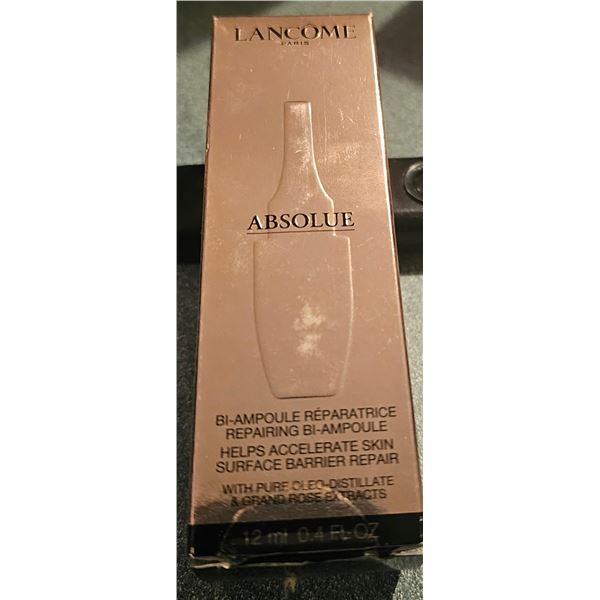 LANCÔME
PARIS
ABSOLUE
BI-AMPOULE RÉPARATRICE
REPAIRING BI-AMPOULE
HELPS ACCELERATE SKIN
SURFACE BARRIER REPAIR
WITH PURE OLEO-DISTILLATE
& GRAND ROSE EXTRACTS
12 ml 0.4 FL OZ